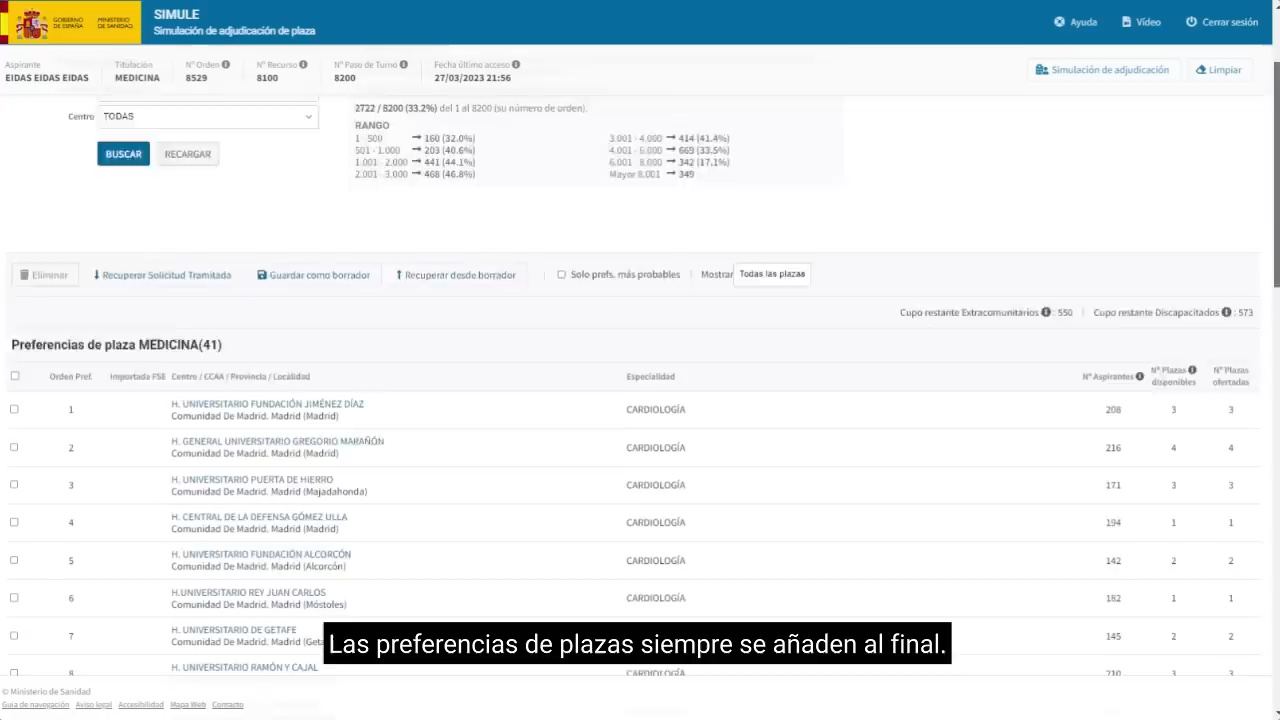 GOBIERNO DE ESPAÑA
MINISTERIO DE SANIDAD
SIMULE
Simulación de adjudicación de plaza
Ayuda
Vídeo
Cerrar sesión
Aspirante
EIDAS EIDAS EIDAS
Titulación
MEDICINA
Nº Orden
8529
Nº Recurso
8100
Nº Paso de Turno
8200
Fecha último acceso
27/03/2023 21:56
Simulación de adjudicación
Limpiar
Centro TODAS
BUSCAR
RECARGAR
2722 / 8200 (33.2%) del 1 al 8200 (su número de orden).
RANGO
1 - 500 → 160 (32.0%)
501 - 1.000 → 203 (40.6%)
1.001 - 2.000 → 441 (44.1%)
2.001 - 3.000 → 468 (46.8%)
3.001 - 4.000 → 414 (41.4%)
4.001 - 6.000 → 669 (33.5%)
6.001 - 8.000 → 342 (17.1%)
Mayor 8.001 → 349
Eliminar
Recuperar Solicitud Tramitada
Guardar como borrador
Recuperar desde borrador
Solo prefs. más probables
Mostrar Todas las plazas
Cupo restante Extracomunitarios : 550
Cupo restante Discapacitados : 573
Preferencias de plaza MEDICINA(41)
Orden Pref. Importada FSE Centro / CCAA / Provincia / Localidad Especialidad Nº Aspirantes Nº Plazas disponibles Nº Plazas ofertadas
1 H. UNIVERSITARIO FUNDACIÓN JIMÉNEZ DÍAZ CARDIOLOGÍA 208 3 3
Comunidad De Madrid. Madrid (Madrid)
2 H. GENERAL UNIVERSITARIO GREGORIO MARAÑÓN CARDIOLOGÍA 216 4 4
Comunidad De Madrid. Madrid (Madrid)
3 H. UNIVERSITARIO PUERTA DE HIERRO CARDIOLOGÍA 171 3 3
Comunidad De Madrid. Madrid (Majadahonda)
4 H. CENTRAL DE LA DEFENSA GÓMEZ ULLA CARDIOLOGÍA 194 1 1
Comunidad De Madrid. Madrid (Madrid)
5 H. UNIVERSITARIO FUNDACIÓN ALCORCÓN CARDIOLOGÍA 142 2 2
Comunidad De Madrid. Madrid (Alcorcón)
6 H.UNIVERSITARIO REY JUAN CARLOS CARDIOLOGÍA 182 1 1
Comunidad De Madrid. Madrid (Móstoles)
7 H. UNIVERSITARIO DE GETAFE CARDIOLOGÍA 145 2 2
Comunidad De Madrid. Madrid
Las preferencias de plazas siempre se añaden al final.
8 H. UNIVERSITARIO RAMÓN Y CAJAL CARDIOLOGÍA 210 3 3
© Ministerio de Sanidad
Guia de navegación Aviso legal Accesibilidad Mapa Web Contacto